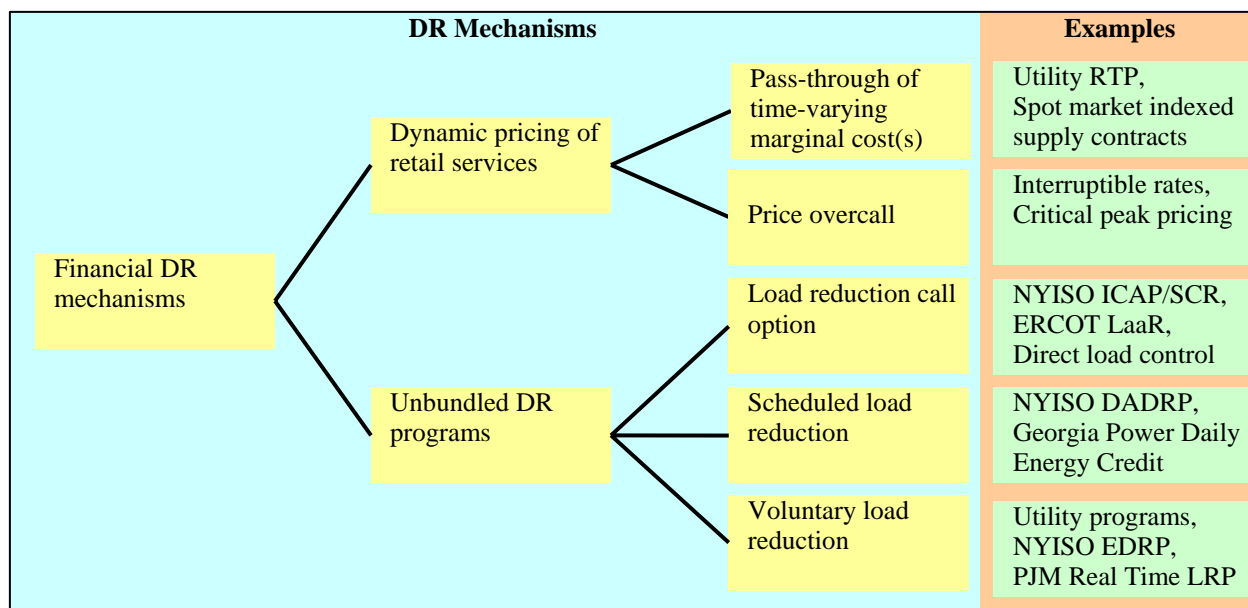 DR Mechanisms
Examples
Financial DR
mechanisms
Dynamic pricing of
retail services
Pass-through of
time-varying
marginal cost(s)
Utility RTP,
Spot market indexed
supply contracts
Price overcall
Interruptible rates,
Critical peak pricing
Unbundled DR
programs
Load reduction call
option
NYISO ICAP/SCR,
ERCOT LaaR,
Direct load control
Scheduled load
reduction
NYISO DADRP,
Georgia Power Daily
Energy Credit
Voluntary load
reduction
Utility programs,
NYISO EDRP,
PJM Real Time LRP